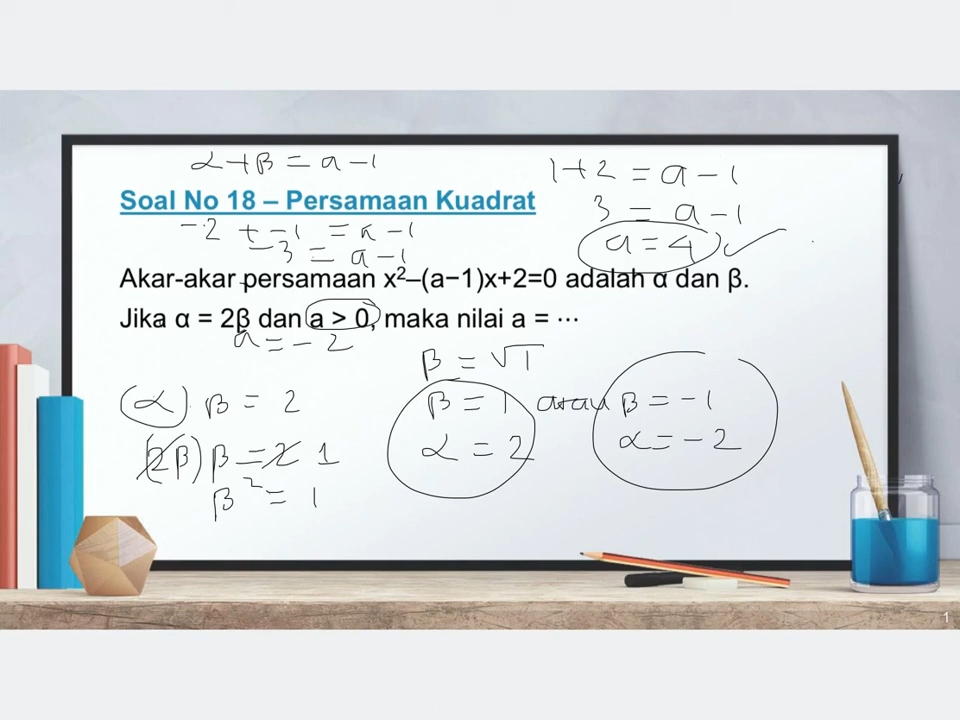 α + β = a - 1
1 + 2 = a - 1
Soal No 18 – Persamaan Kuadrat
3 = a - 1
-2 + -1 = a - 1
a = 4
-3 = a - 1
Akar-akar persamaan x²–(a−1)x+2=0 adalah α dan β.
Jika α = 2β dan a > 0, maka nilai a = ···
a = -2
β = √1
α β = 2
β = 1 atau β = -1
(2β) β = 2 1
α = 2
α = -2
β² = 1
1